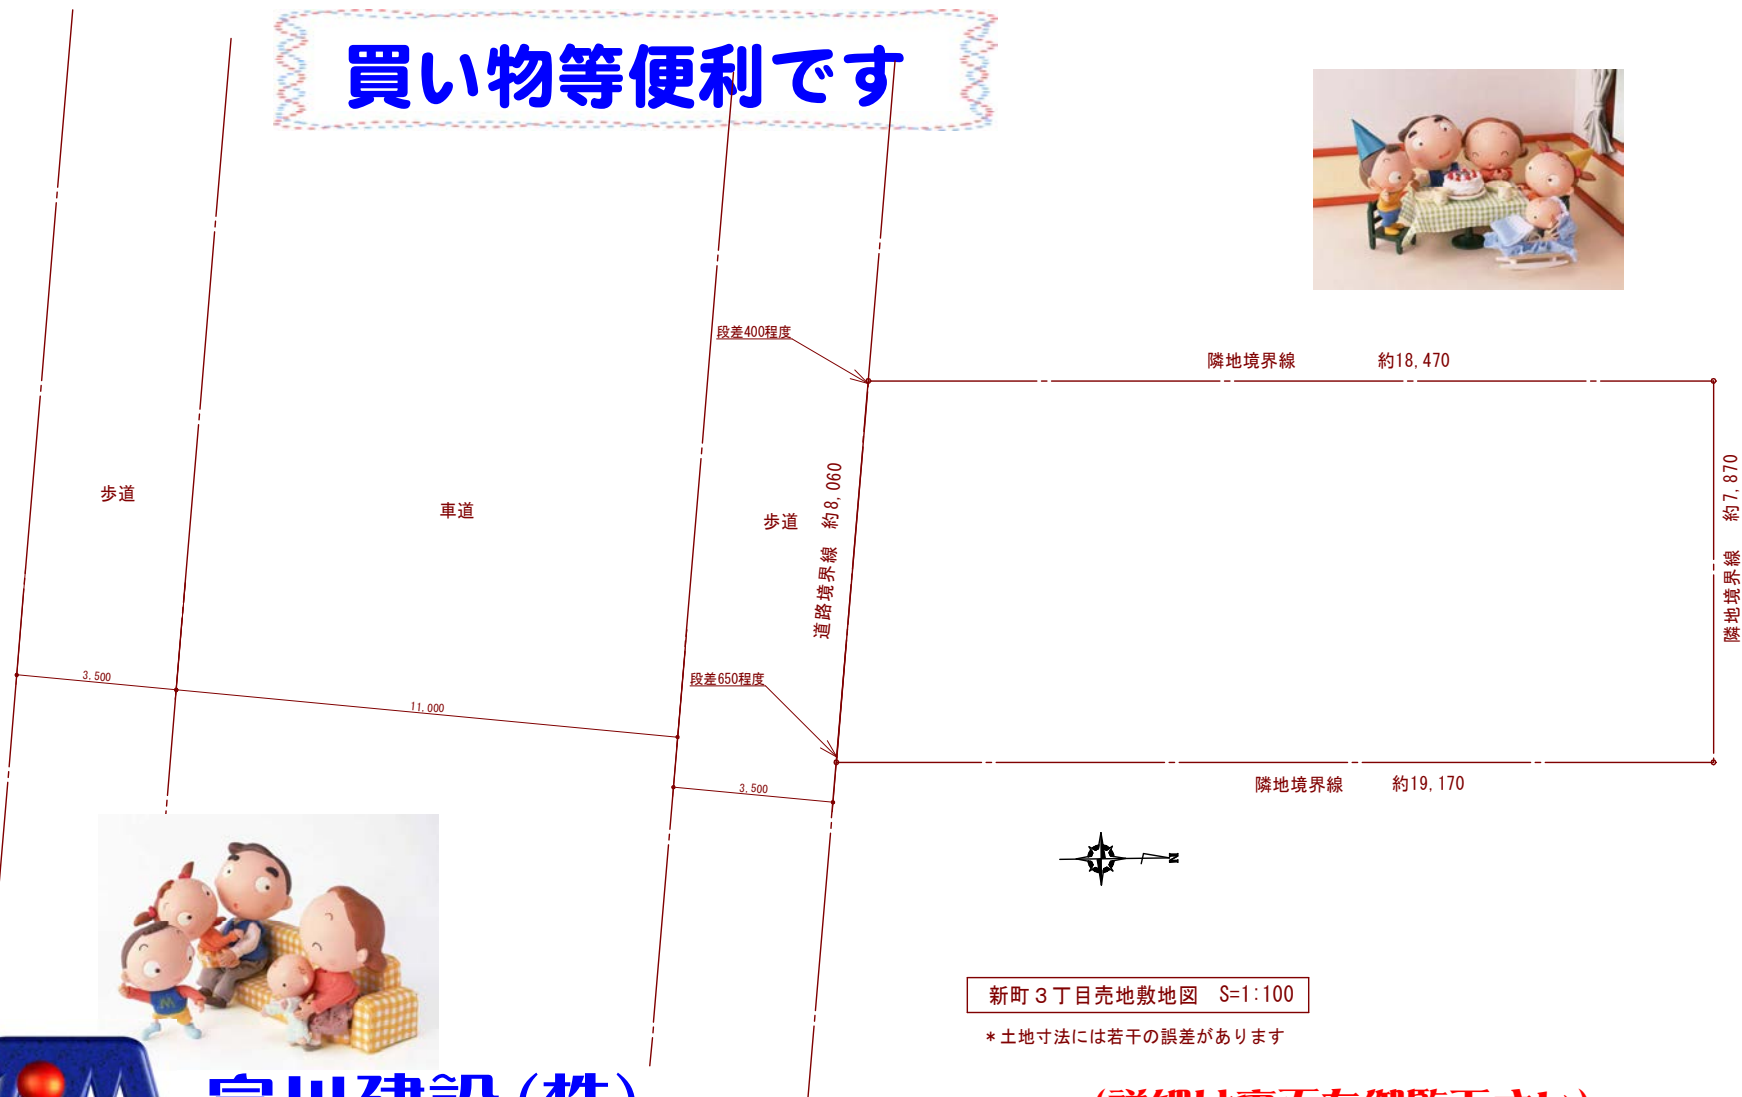 買い物等便利です
段差400程度
隣地境界線 約18,470
歩道
車道
歩道
道路境界線 約8,060
隣地境界線 約7,870
3,500
11,000
段差650程度
3,500
隣地境界線 約19,170
N
新町3丁目売地敷地図 S=1:100
*土地寸法には若干の誤差があります